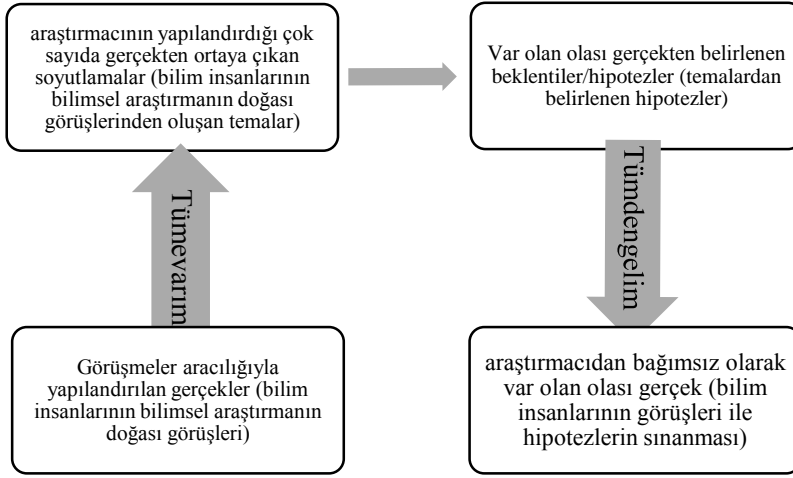 araştırmacının yapılandırdığı çok
sayıda gerçekten ortaya çıkan
soyutlamalar (bilim insanlarının
bilimsel araştırmanın doğası
görüşlerinden oluşan temalar)
Var olan olası gerçekten belirlenen
beklentiler/hipotezler (temalardan
belirlenen hipotezler)
Tümevarım
Tümdengelim
Görüşmeler aracılığıyla
yapılandırılan gerçekler (bilim
insanlarının bilimsel araştırmanın
doğası görüşleri)
araştırmacıdan bağımsız olarak
var olan olası gerçek (bilim
insanlarının görüşleri ile
hipotezlerin sınanması)